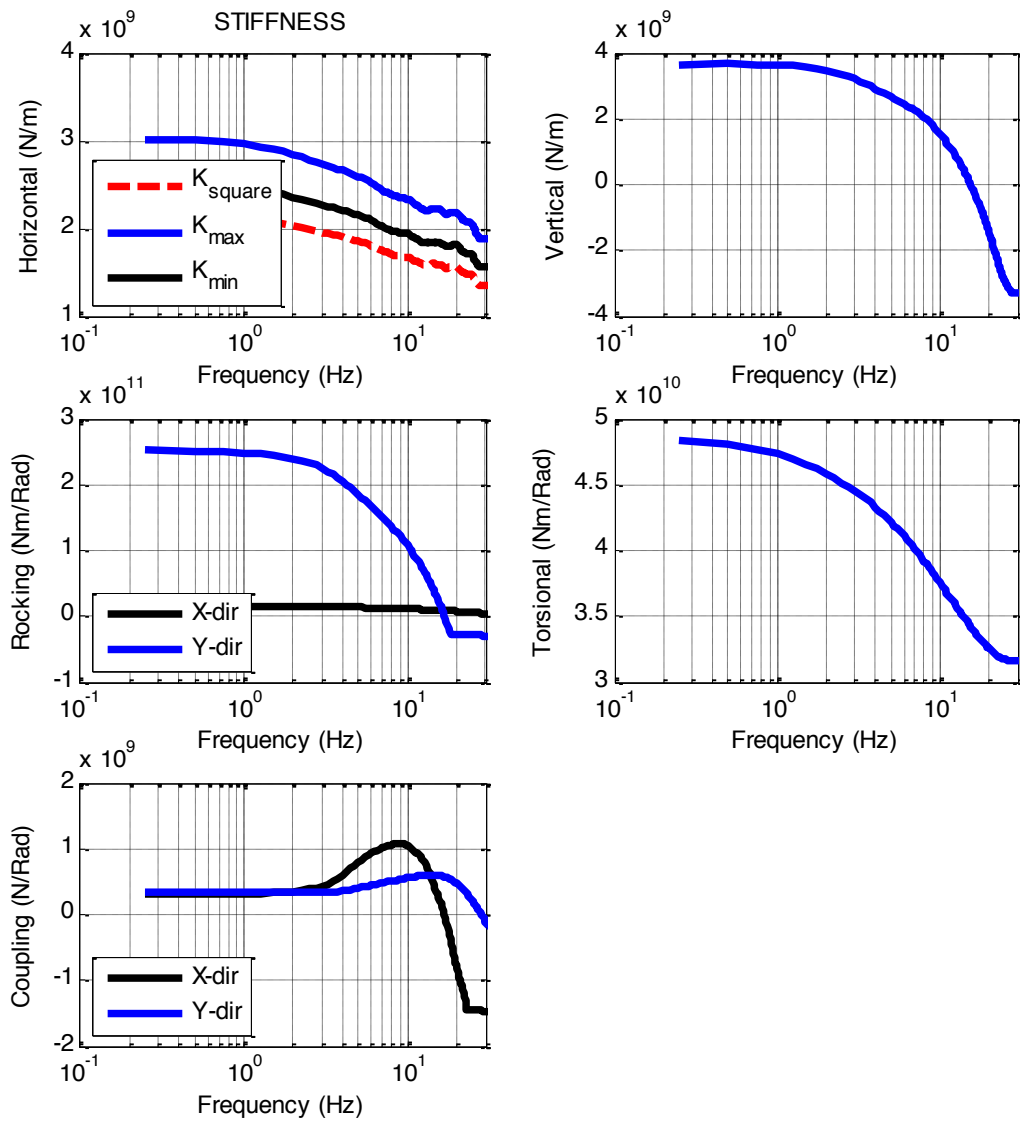 STIFFNESS
x 10^9
4
3
2
1
Horizontal (N/m)
K_square
K_max
K_min
10^-1 10^0 10^1
Frequency (Hz)
x 10^9
4
2
0
-2
-4
Vertical (N/m)
10^-1 10^0 10^1
Frequency (Hz)
x 10^11
3
2
1
0
-1
Rocking (Nm/Rad)
X-dir
Y-dir
10^-1 10^0 10^1
Frequency (Hz)
x 10^10
5
4.5
4
3.5
3
Torsional (Nm/Rad)
10^-1 10^0 10^1
Frequency (Hz)
x 10^9
2
1
0
-1
-2
Coupling (N/Rad)
X-dir
Y-dir
10^-1 10^0 10^1
Frequency (Hz)